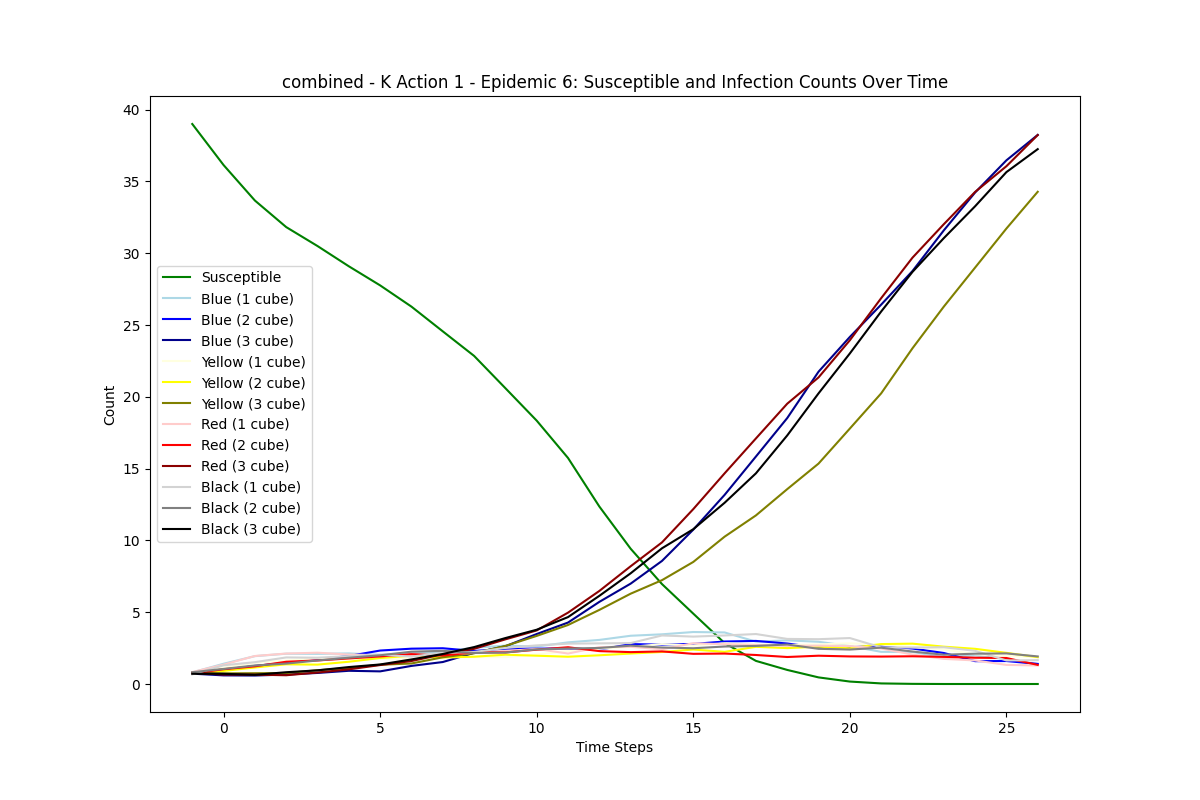 combined - K Action 1 - Epidemic 6: Susceptible and Infection Counts Over Time
40
35
30
25
20
15
10
5
0
Count
Susceptible
Blue (1 cube)
Blue (2 cube)
Blue (3 cube)
Yellow (1 cube)
Yellow (2 cube)
Yellow (3 cube)
Red (1 cube)
Red (2 cube)
Red (3 cube)
Black (1 cube)
Black (2 cube)
Black (3 cube)
0 5 10 15 20 25
Time Steps